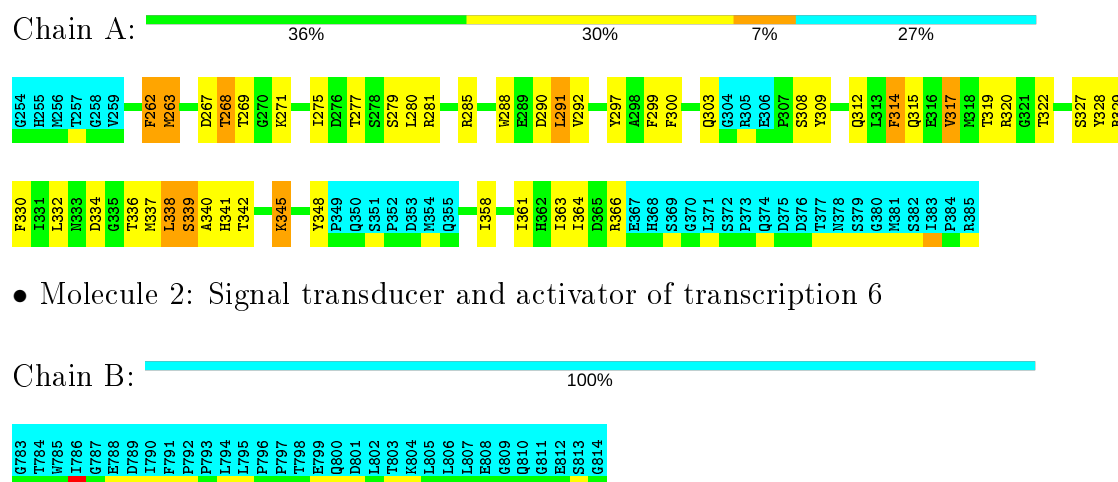 Chain A:
36% 30% 7% 27%
G254 H255 M256 T257 G258 V259 F262 M263 D267 T268 T269 G270 K271 I275 D276 T277 S278 S279 L280 R281 R285 W288 E289 D290 L291 V292 Y297 A298 F299 F300 Q303 G304 R305 E306 P307 S308 Y309 Q312 L313 F314 Q315 E316 V317 M318 T319 R320 G321 T322 S327 Y328
F330 I331 L332 N333 D334 G335 T336 M337 L338 S339 A340 H341 T342 K345 Y348 P349 Q350 S351 P352 D353 M354 Q355 I358 I361 H362 I363 I364 D365 R366 E367 H368 S369 G370 L371 S372 P373 Q374 D375 D376 T377 N378 S379 G380 M381 S382 I383 P384 R385
• Molecule 2: Signal transducer and activator of transcription 6
Chain B:
100%
G783 T784 W785 I786 G787 E788 D789 I790 F791 P792 P793 L794 L795 P796 P797 T798 E799 Q800 D801 L802 T803 K804 L805 L806 L807 E808 G809 Q810 G811 E812 S813 G814